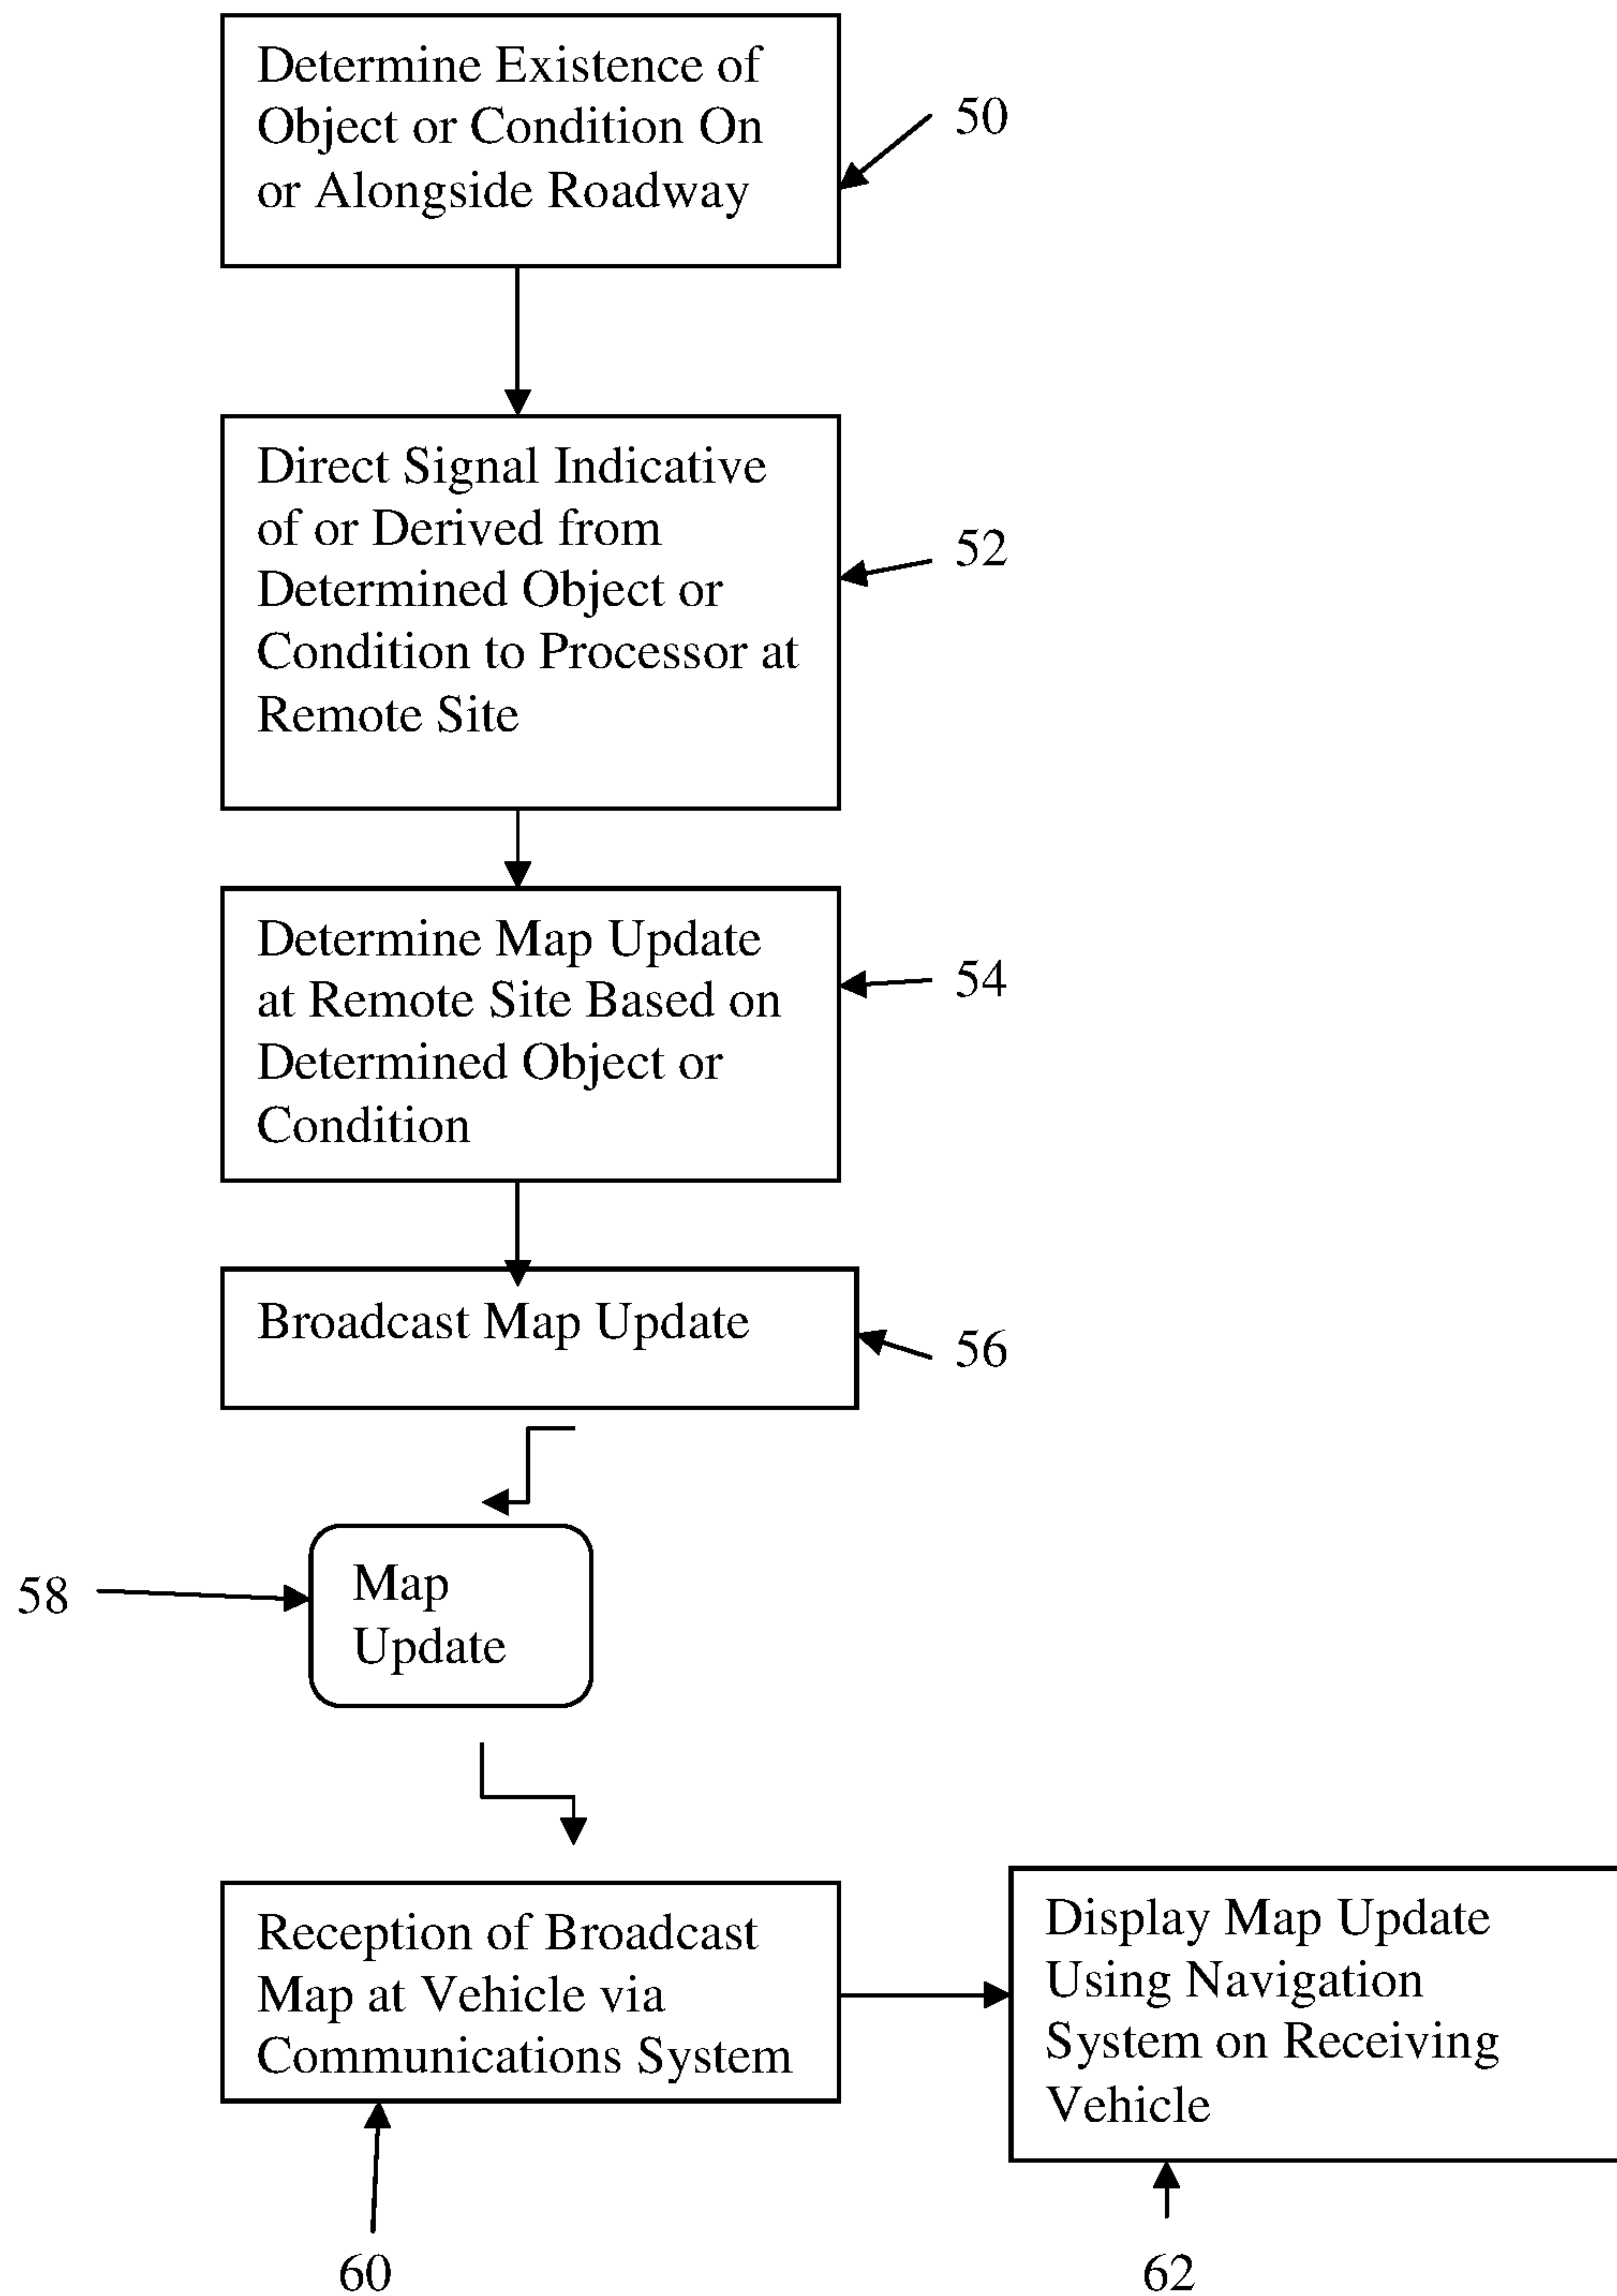 Determine Existence of
Object or Condition On
or Alongside Roadway
50
Direct Signal Indicative
of or Derived from
Determined Object or
Condition to Processor at
Remote Site
52
Determine Map Update
at Remote Site Based on
Determined Object or
Condition
54
Broadcast Map Update
56
58
Map
Update
Reception of Broadcast
Map at Vehicle via
Communications System
Display Map Update
Using Navigation
System on Receiving
Vehicle
60
62